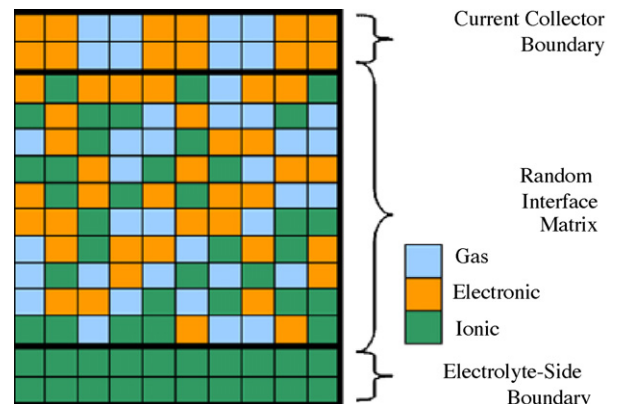 Current Collector
Boundary
Random
Interface
Matrix
Gas
Electronic
Ionic
Electrolyte-Side
Boundary